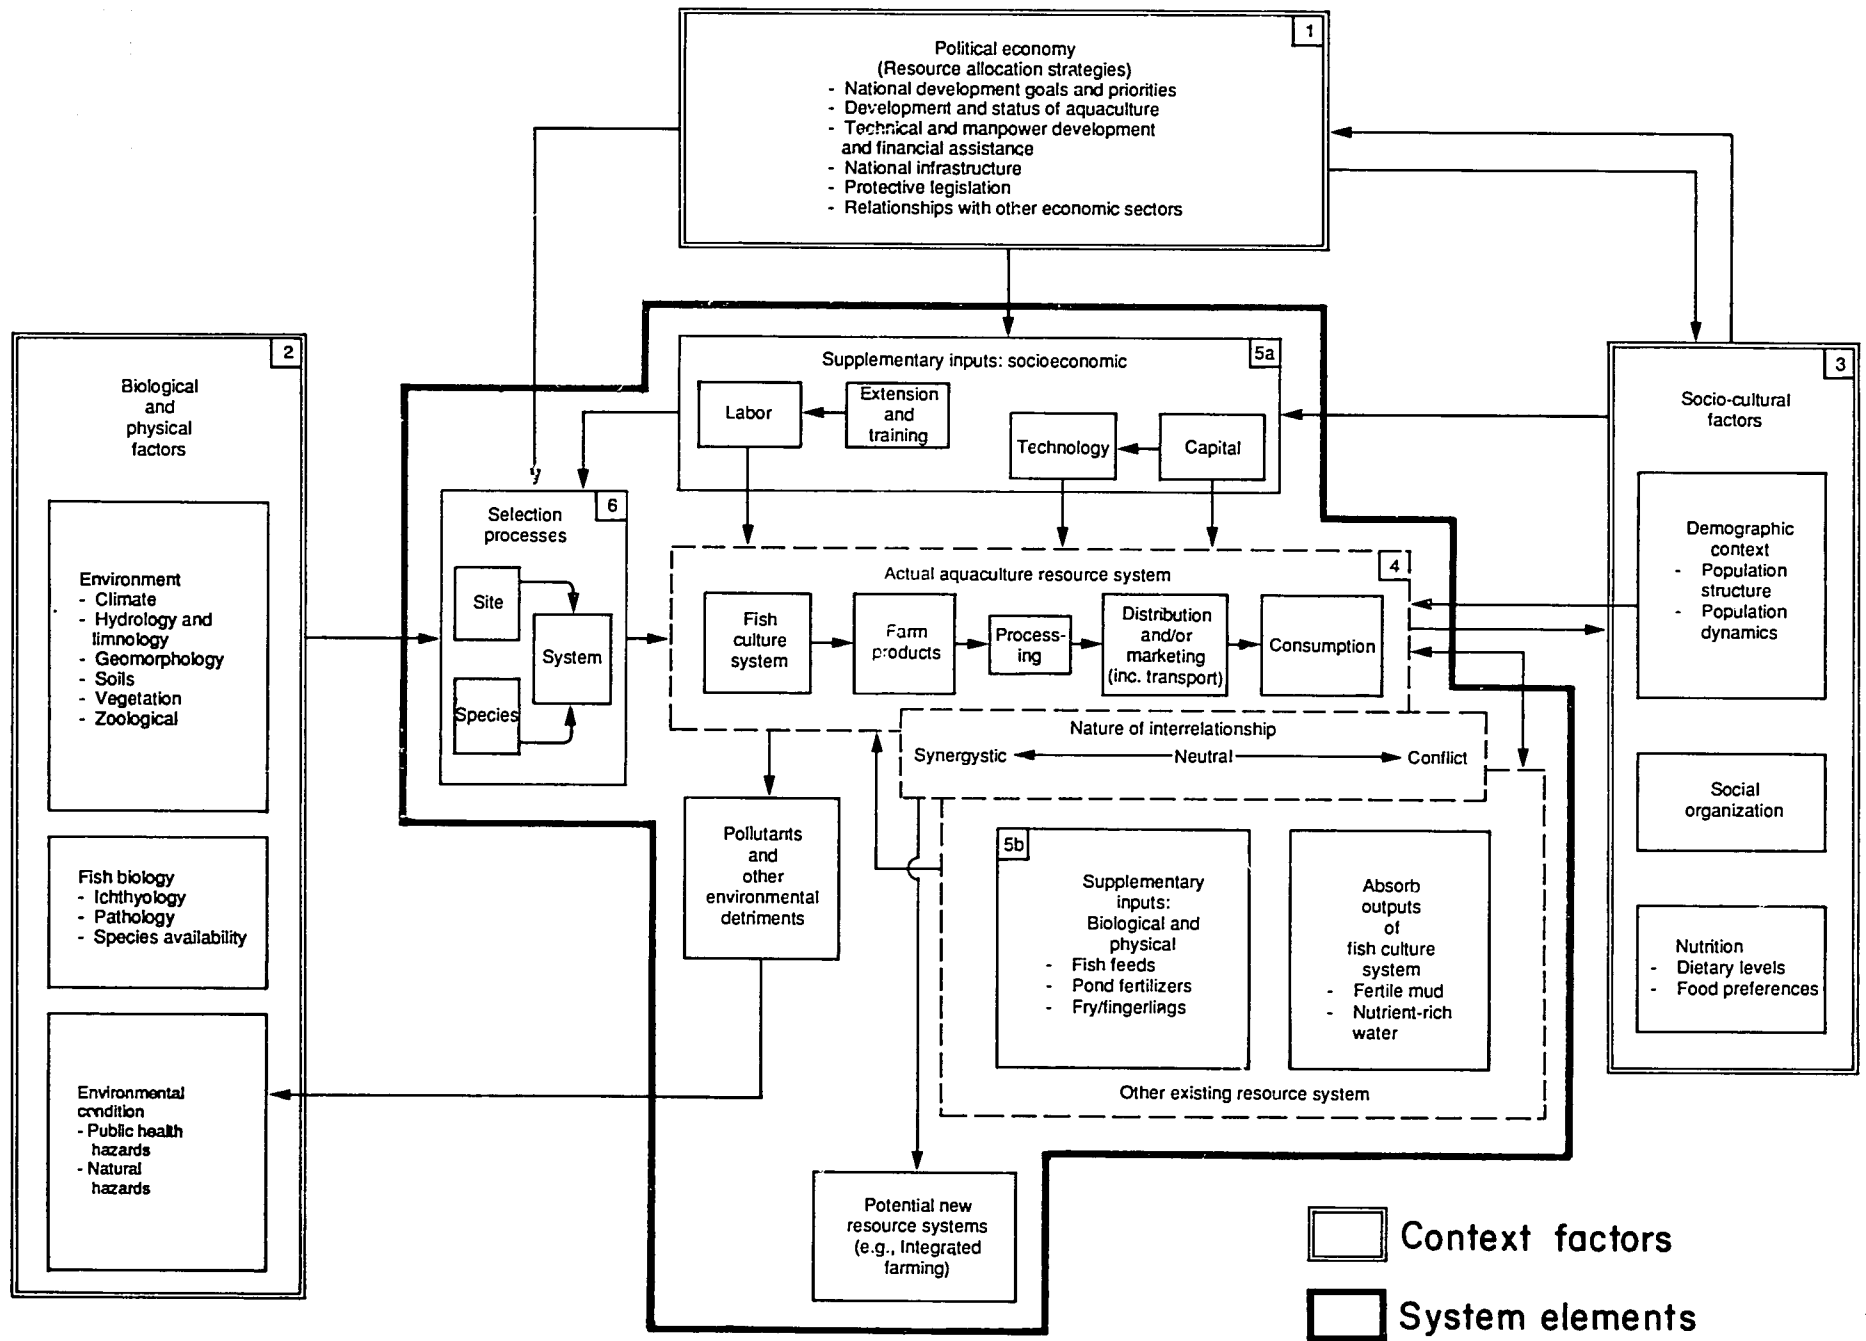 1
Political economy
(Resource allocation strategies)
- National development goals and priorities
- Development and status of aquaculture
- Technical and manpower development
and financial assistance
- National infrastructure
- Protective legislation
- Relationships with other economic sectors
2
Biological
and
physical
factors
Environment
- Climate
- Hydrology and
limnology
- Geomorphology
- Soils
- Vegetation
- Zoological
Fish biology
- Ichthyology
- Pathology
- Species availability
Environmental
condition
- Public health
hazards
- Natural
hazards
5a
Supplementary inputs: socioeconomic
Labor
Extension
and
training
Technology
Capital
6
Selection
processes
Site
System
Species
4
Actual aquaculture resource system
Fish
culture
system
Farm
products
Process-
ing
Distribution
and/or
marketing
(inc. transport)
Consumption
Nature of interrelationship
Synergystic
Neutral
Conflict
Pollutants
and
other
environmental
detriments
5b
Supplementary
inputs:
Biological and
physical
- Fish feeds
- Pond fertilizers
- Fry/fingerlings
Absorb
outputs
of
fish culture
system
- Fertile mud
- Nutrient-rich
water
Other existing resource system
Potential new
resource systems
(e.g., Integrated
farming)
3
Socio-cultural
factors
Demographic
context
- Population
structure
- Population
dynamics
Social
organization
Nutrition
- Dietary levels
- Food preferences
Context factors
System elements